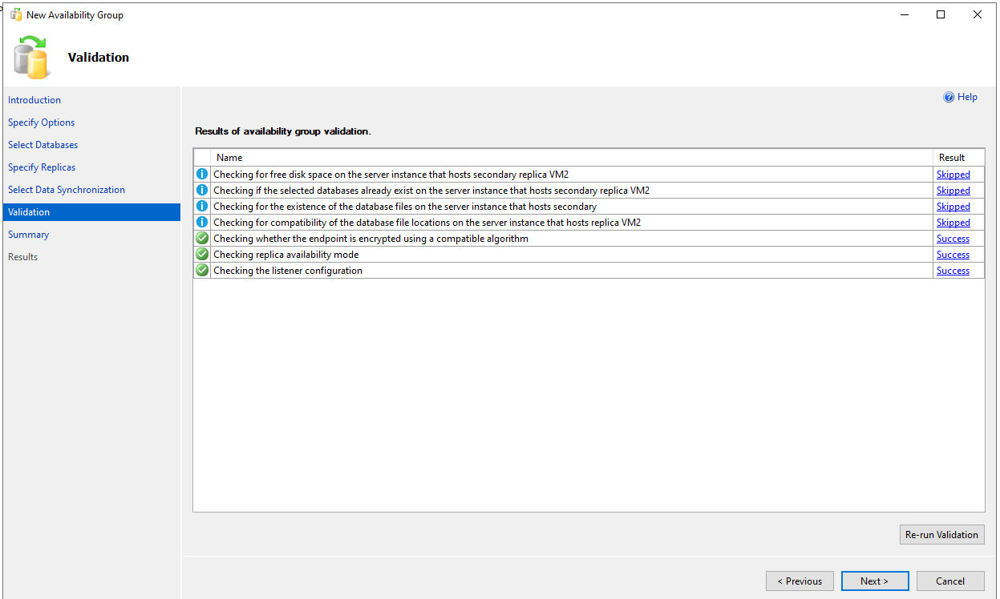 New Availability Group
Validation
Introduction
Specify Options
Select Databases
Specify Replicas
Select Data Synchronization
Validation
Summary
Results
Help
Results of availability group validation.
Name Result
Checking for free disk space on the server instance that hosts secondary replica VM2 Skipped
Checking if the selected databases already exist on the server instance that hosts secondary replica VM2 Skipped
Checking for the existence of the database files on the server instance that hosts secondary Skipped
Checking for compatibility of the database file locations on the server instance that hosts replica VM2 Skipped
Checking whether the endpoint is encrypted using a compatible algorithm Success
Checking replica availability mode Success
Checking the listener configuration Success
Re-run Validation
< Previous Next > Cancel